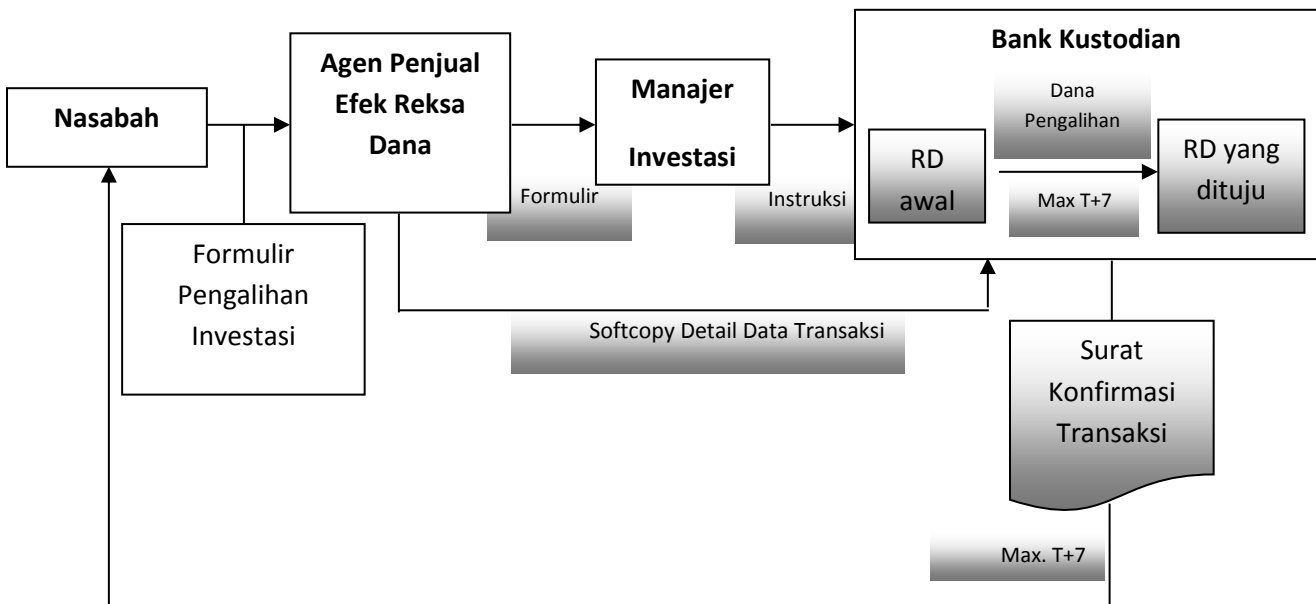 Nasabah
Formulir
Pengalihan
Investasi
Agen Penjual
Efek Reksa
Dana
Formulir
Manajer
Investasi
Instruksi
Bank Kustodian
RD
awal
Dana
Pengalihan
Max T+7
RD yang
dituju
Softcopy Detail Data Transaksi
Surat
Konfirmasi
Transaksi
Max. T+7